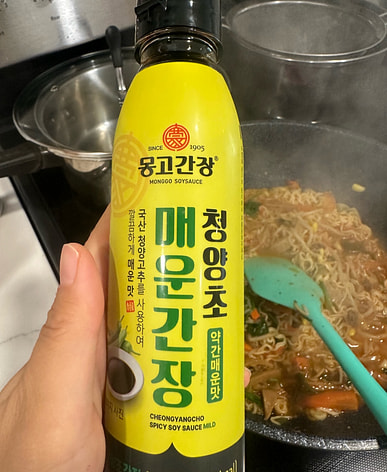 SINCE 1905
몽고간장®
MONGGO SOYSAUCE
청양초
매운간장
약간매운맛
국산 청양고추를 사용하여
깔끔하게 매운 맛
CHEONGYANGCHO
SPICY SOY SAUCE MILD